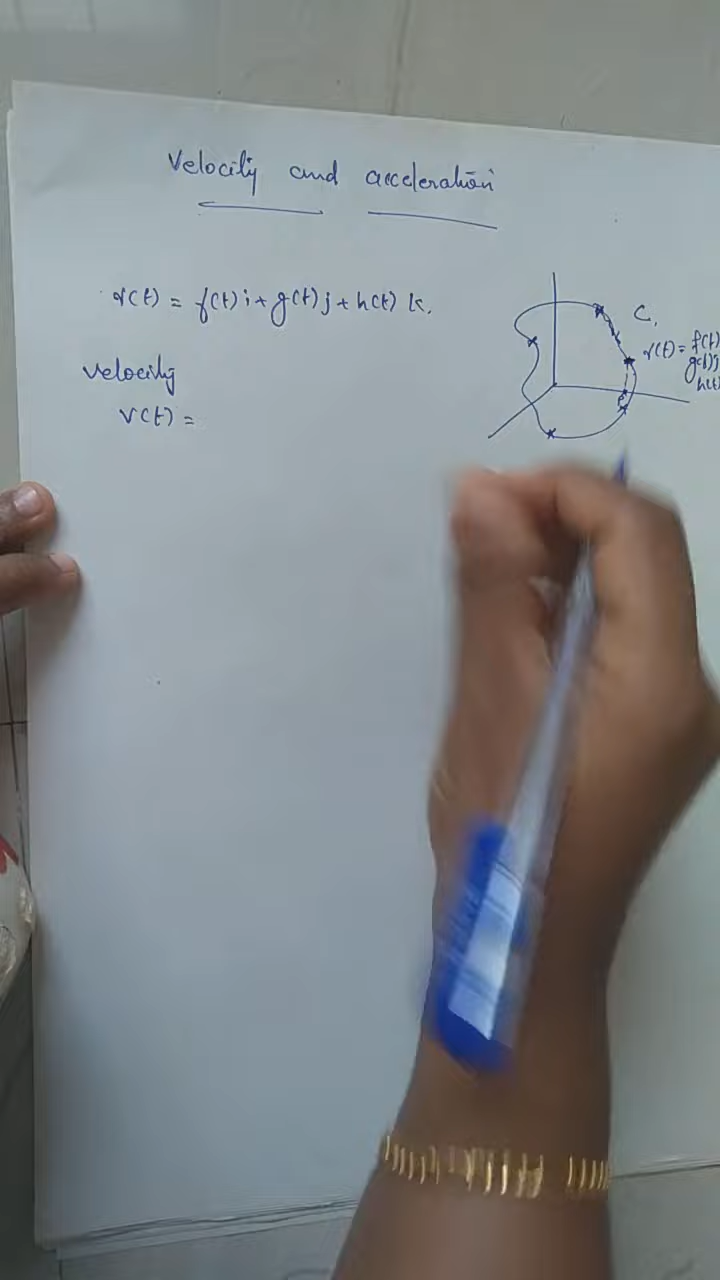 Velocity and acceleration
r(t) = f(t) i + g(t) j + h(t) k.
C.
r(t) = f(t)
g(t) j
h(t)
Velocity
v(t) =